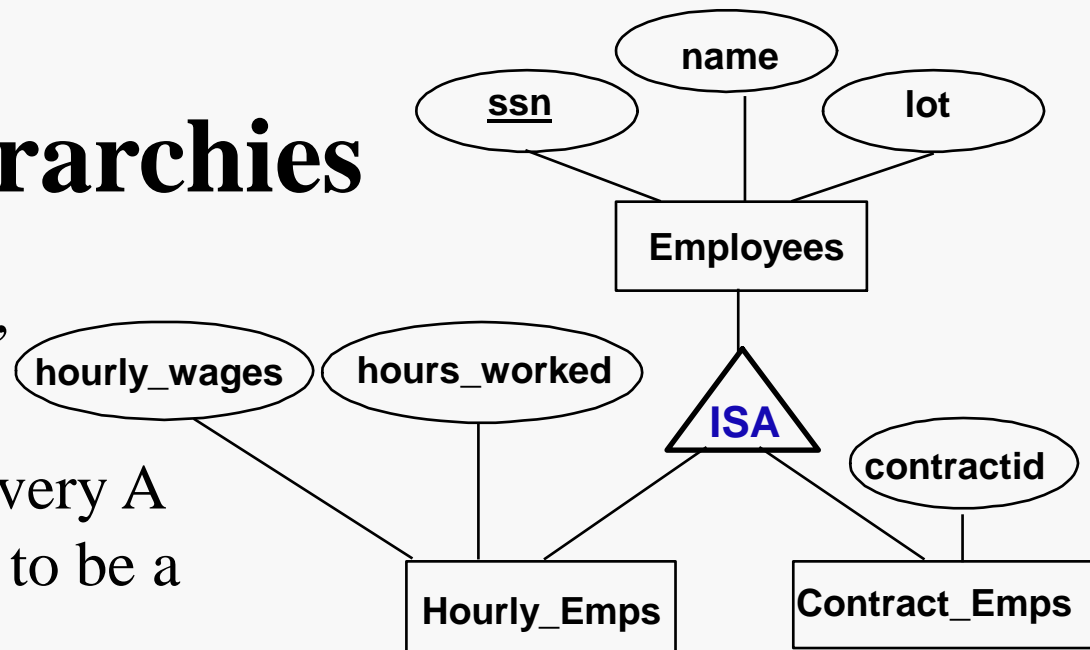 name
ssn
lot
rarchies
Employees
,
hourly_wages
hours_worked
ISA
contractid
very A
to be a
Hourly_Emps
Contract_Emps